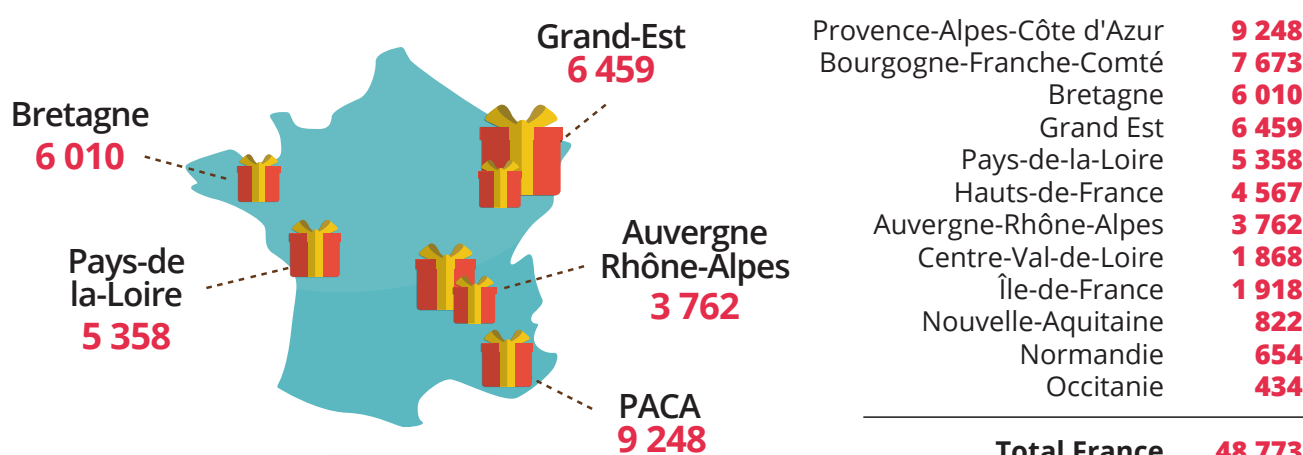 Grand-Est
6 459
Bretagne
6 010
Pays-de
la-Loire
5 358
Auvergne
Rhône-Alpes
3 762
PACA
9 248
Provence-Alpes-Côte d'Azur 9 248
Bourgogne-Franche-Comté 7 673
Bretagne 6 010
Grand Est 6 459
Pays-de-la-Loire 5 358
Hauts-de-France 4 567
Auvergne-Rhône-Alpes 3 762
Centre-Val-de-Loire 1 868
Île-de-France 1 918
Nouvelle-Aquitaine 822
Normandie 654
Occitanie 434
Total France 48 773